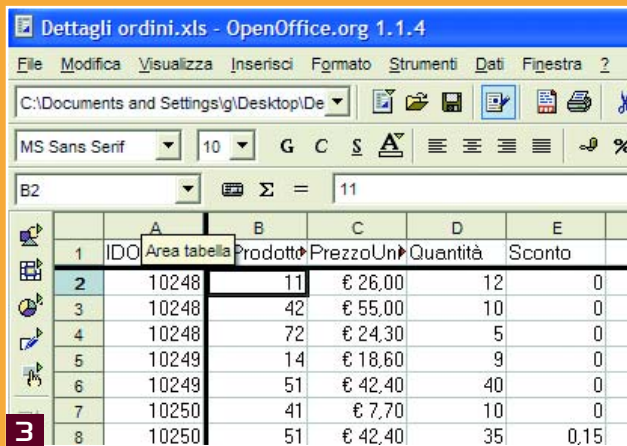 Dettagli ordini.xls - OpenOffice.org 1.1.4
File Modifica Visualizza Inserisci Formato Strumenti Dati Finestra ?
C:\Documents and Settings\g\Desktop\De
MS Sans Serif 10 G C S A %
B2 Σ = 11
A B C D E
1 IDO Area tabella Prodotto PrezzoUni Quantità Sconto
2 10248 11 € 26,00 12 0
3 10248 42 € 55,00 10 0
4 10248 72 € 24,30 5 0
5 10249 14 € 18,60 9 0
6 10249 51 € 42,40 40 0
7 10250 41 € 7,70 10 0
8 10250 51 € 42,40 35 0,15
3